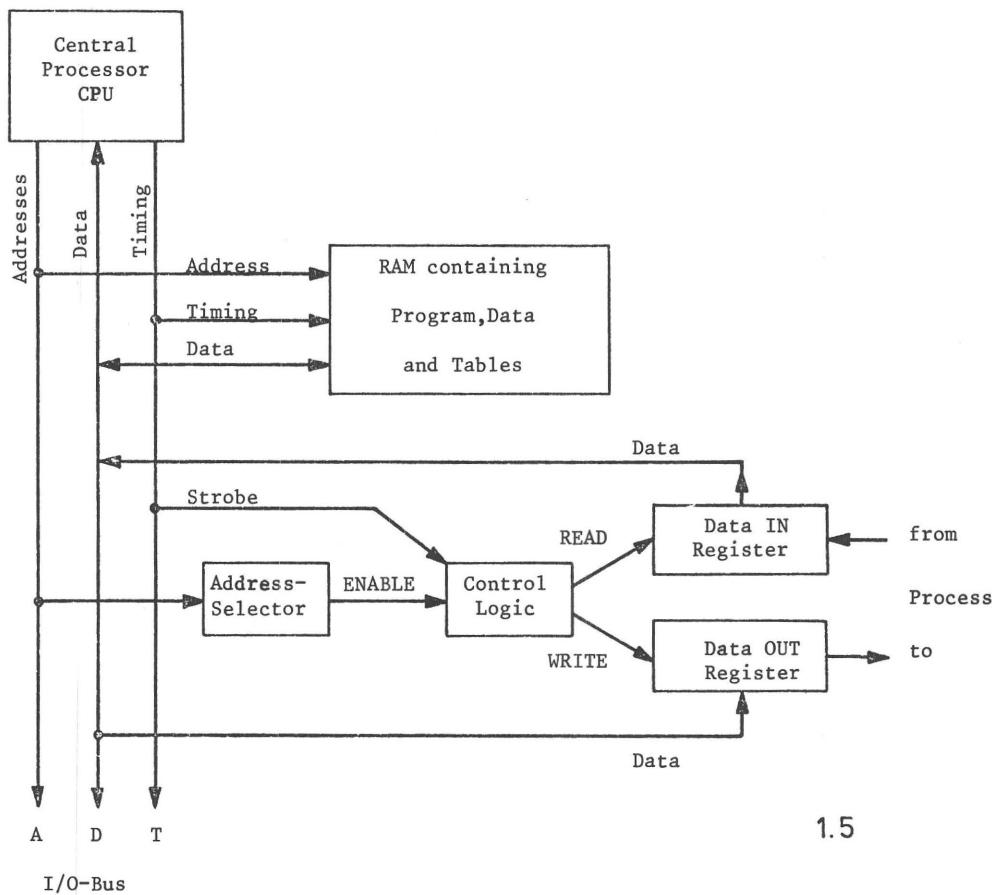 Central
Processor
CPU
Addresses
Data
Timing
Address
Timing
Data
RAM containing
Program,Data
and Tables
Data
Strobe
READ
Data IN
Register
from
Address-
Selector
ENABLE
Control
Logic
Process
WRITE
Data OUT
Register
to
Data
A D T
I/O-Bus
1.5